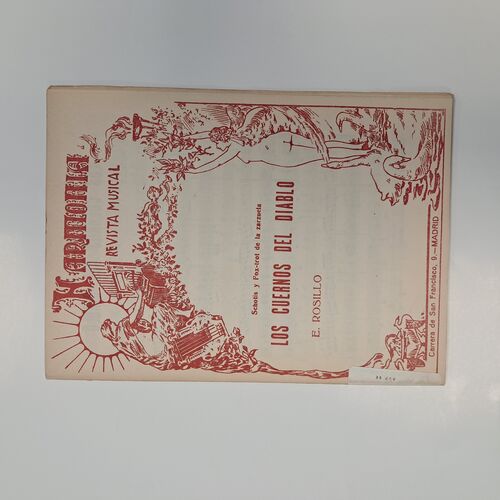 Harmonía
REVISTA MUSICAL
Schotis y Fox-trot de la zarzuela
LOS CUERNOS DEL DIABLO
E. ROSILLO
Carrera de San Francisco, 9.—MADRID